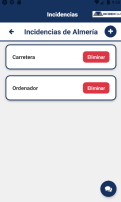 Incidencias
Incidencias de Almería
Carretera
Eliminar
Ordenador
Eliminar